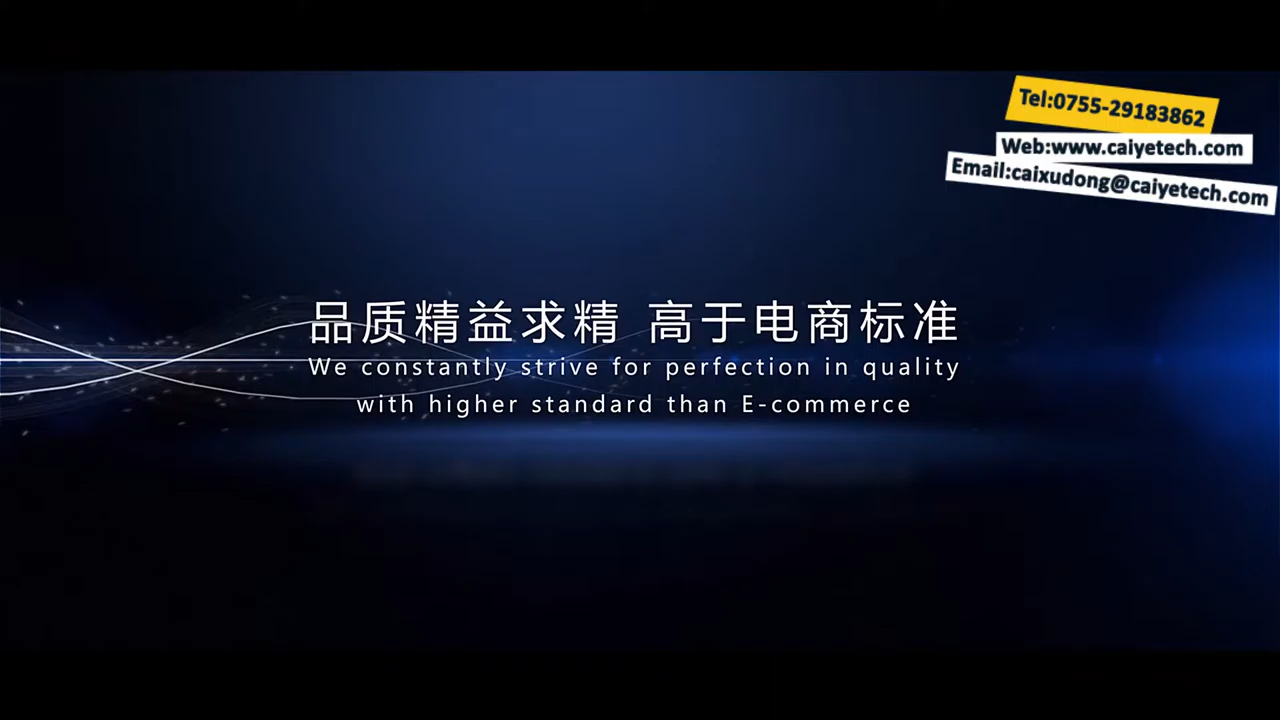 Tel:0755-29183862
Web:www.caiyetech.com
Email:caixudong@caiyetech.com
品质精益求精 高于电商标准
We constantly strive for perfection in quality
with higher standard than E-commerce